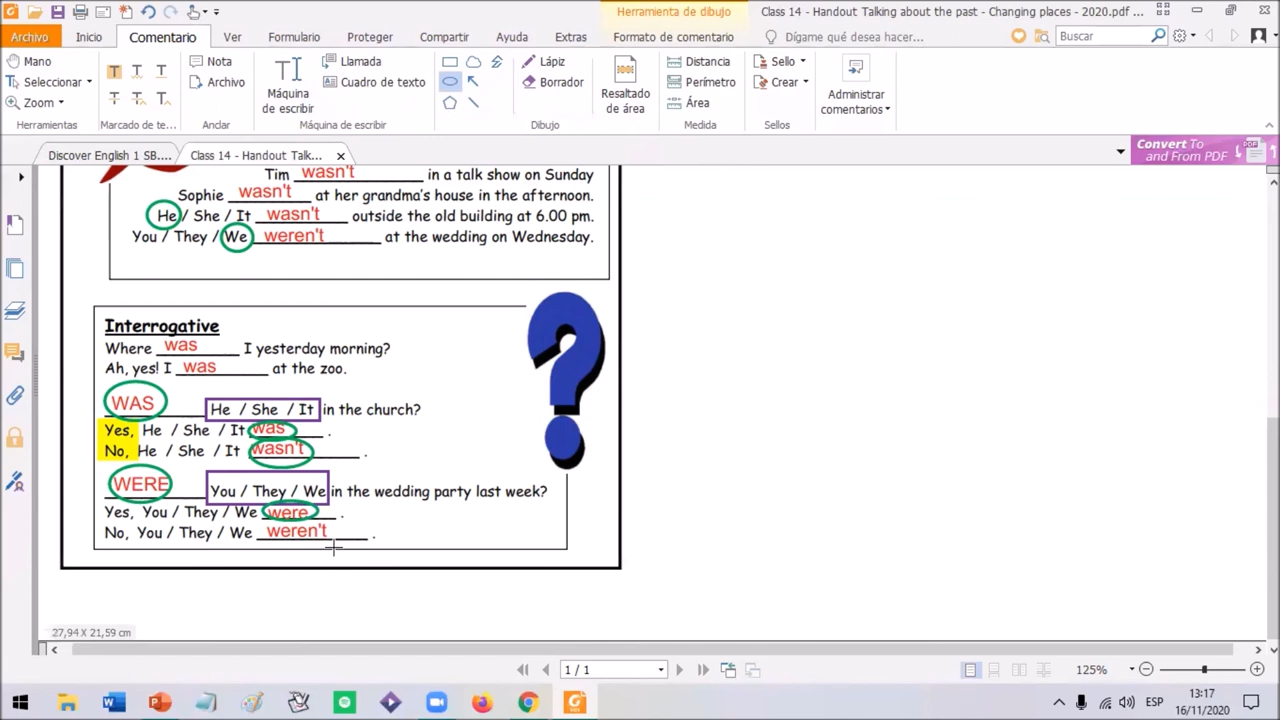 Herramienta de dibujo
Class 14 - Handout Talking about the past - Changing places - 2020.pdf ...
Archivo Inicio Comentario Ver Formulario Proteger Compartir Ayuda Extras Formato de comentario Dígame qué desea hacer... Buscar
Mano
Seleccionar
Zoom
Herramientas
Marcado de te...
Nota
Archivo
Anclar
Máquina de escribir
Llamada
Cuadro de texto
Máquina de escribir
Lápiz
Borrador
Dibujo
Resaltado de área
Distancia
Perímetro
Área
Medida
Sello
Crear
Sellos
Administrar comentarios
Discover English 1 SB....
Class 14 - Handout Talk...
Convert To
and From PDF
PDF
Tim wasn't in a talk show on Sunday
Sophie wasn't at her grandma's house in the afternoon.
He / She / It wasn't outside the old building at 6.00 pm.
You / They / We weren't at the wedding on Wednesday.
Interrogative
Where was I yesterday morning?
Ah, yes! I was at the zoo.
WAS He / She / It in the church?
Yes, He / She / It was .
No, He / She / It wasn't .
WERE You / They / We in the wedding party last week?
Yes, You / They / We were .
No, You / They / We weren't .
27,94 x 21,59 cm
1 / 1
125%
ESP
13:17
16/11/2020